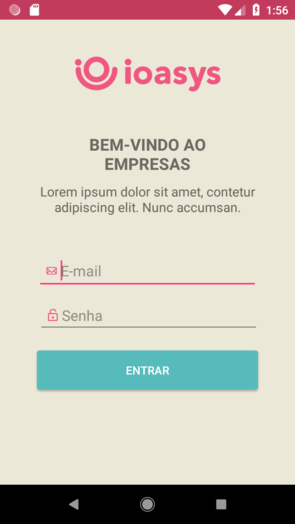 1:56
ioasys
BEM-VINDO AO
EMPRESAS
Lorem ipsum dolor sit amet, contetur
adipiscing elit. Nunc accumsan.
E-mail
Senha
ENTRAR